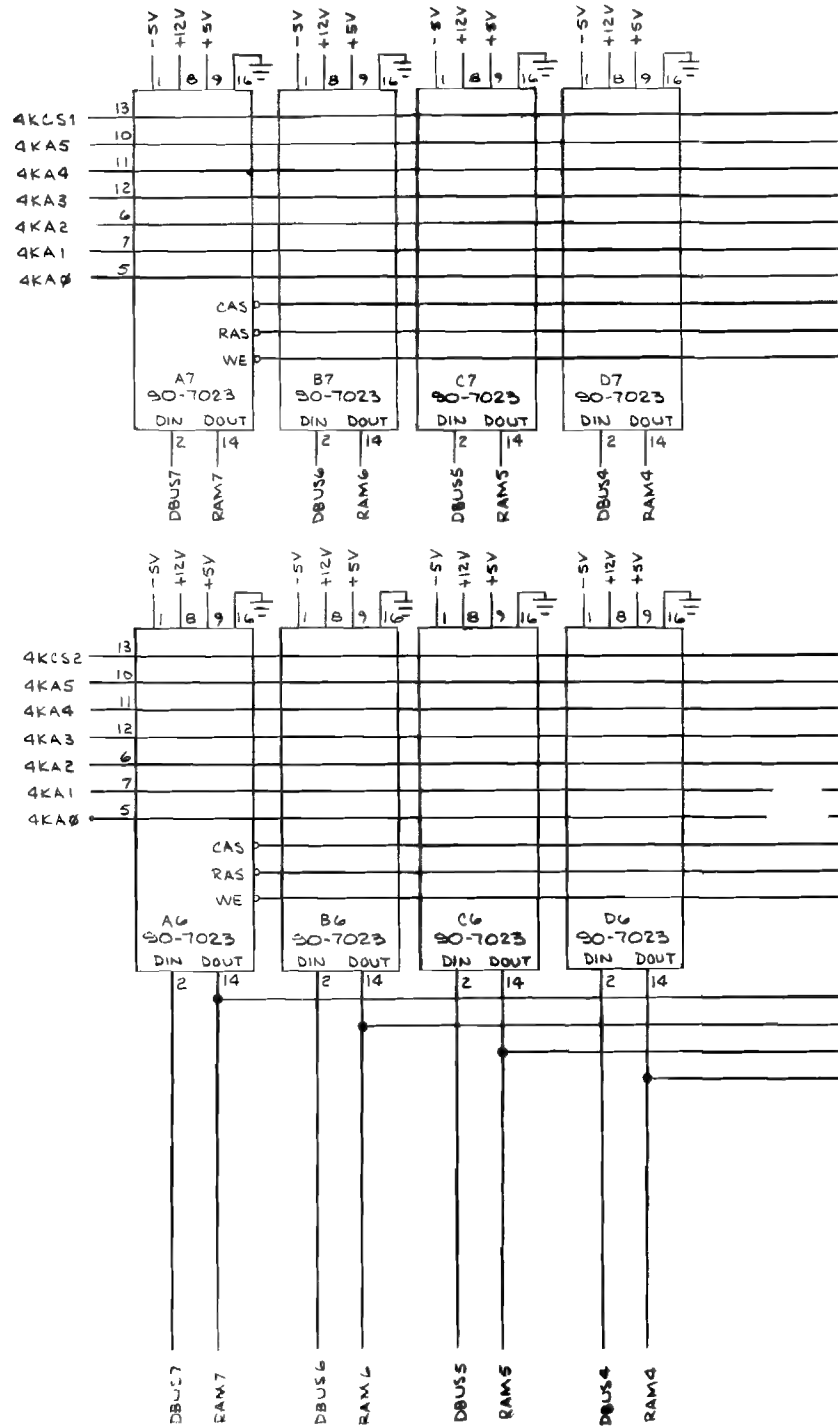 -5V +12V +5V -5V +12V +5V -8V +12V +8V -5V +12V +5V
1 8 9 16 1 8 9 16 1 8 9 16 1 8 9 16
4KCS1 13
4KA5 10
4KA4 11
4KA3 12
4KA2 6
4KA1 7
4KAØ 5
CAS
RAS
WE
A7 B7 C7 D7
90-7023 90-7023 90-7023 90-7023
DIN DOUT DIN DOUT DIN DOUT DIN DOUT
2 14 2 14 2 14 2 14
DBUS7 RAM7 DBUS6 RAM6 DBUS5 RAM5 DBUS4 RAM4
-5V +12V +5V -5V +12V +5V -5V +12V +5V -5V +12V +5V
1 8 9 16 1 8 9 16 1 8 9 16 1 8 9 16
4KCS2 13
4KA5 10
4KA4 11
4KA3 12
4KA2 6
4KA1 7
4KAØ 5
CAS
RAS
WE
A6 B6 C6 D6
90-7023 90-7023 90-7023 90-7023
DIN DOUT DIN DOUT DIN DOUT DIN DOUT
2 14 2 14 2 14 2 14
DBUS7 RAM7 DBUS6 RAM6 DBUS5 RAM5 DBUS4 RAM4